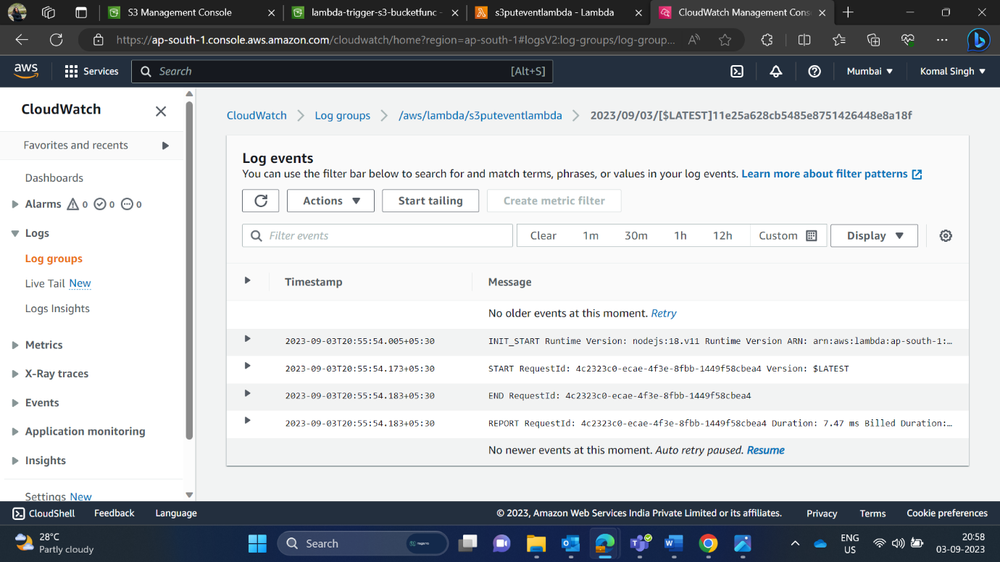 S3 Management Console
lambda-trigger-s3-bucketfunc -
s3puteventlambda - Lambda
CloudWatch Management Cons
https://ap-south-1.console.aws.amazon.com/cloudwatch/home?region=ap-south-1#logsV2:log-groups/log-group...
aws
Services
Search
[Alt+S]
Mumbai
Komal Singh
CloudWatch
Favorites and recents
Dashboards
Alarms 0 0 0
Logs
Log groups
Live Tail New
Logs Insights
Metrics
X-Ray traces
Events
Application monitoring
Insights
Settings New
CloudWatch Log groups /aws/lambda/s3puteventlambda 2023/09/03/[$LATEST]11e25a628cb5485e8751426448e8a18f
Log events
You can use the filter bar below to search for and match terms, phrases, or values in your log events. Learn more about filter patterns
Actions Start tailing Create metric filter
Filter events Clear 1m 30m 1h 12h Custom Display
Timestamp Message
No older events at this moment. Retry
2023-09-03T20:55:54.005+05:30 INIT_START Runtime Version: nodejs:18.v11 Runtime Version ARN: arn:aws:lambda:ap-south-1:...
2023-09-03T20:55:54.173+05:30 START RequestId: 4c2323c0-ecae-4f3e-8fbb-1449f58cbea4 Version: $LATEST
2023-09-03T20:55:54.183+05:30 END RequestId: 4c2323c0-ecae-4f3e-8fbb-1449f58cbea4
2023-09-03T20:55:54.183+05:30 REPORT RequestId: 4c2323c0-ecae-4f3e-8fbb-1449f58cbea4 Duration: 7.47 ms Billed Duration:...
No newer events at this moment. Auto retry paused. Resume
CloudShell Feedback Language © 2023, Amazon Web Services India Private Limited or its affiliates. Privacy Terms Cookie preferences
28°C
Partly cloudy
Search
ENG
US
20:58
03-09-2023